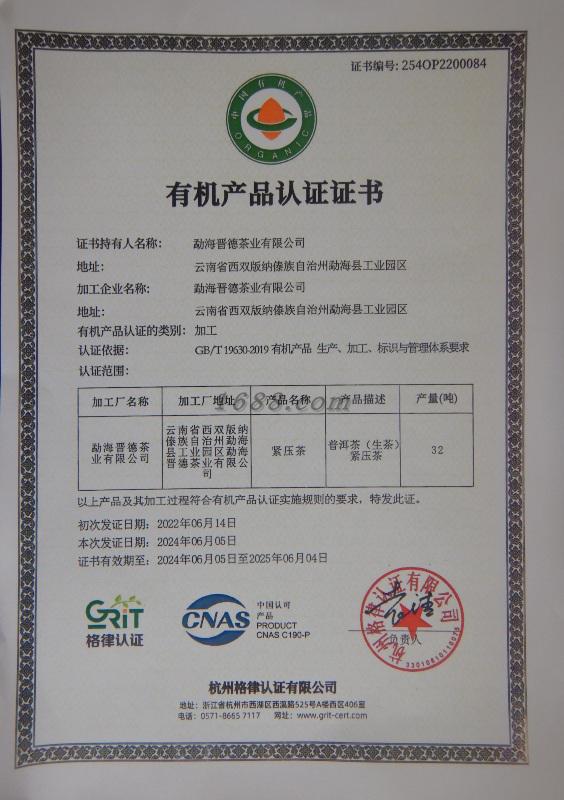 证书编号: 254OP2200084
中国有机产品
ORGANIC
有机产品认证证书
证书持有人名称： 勐海晋德茶业有限公司
地址： 云南省西双版纳傣族自治州勐海县工业园区
加工企业名称： 勐海晋德茶业有限公司
地址： 云南省西双版纳傣族自治州勐海县工业园区
有机产品认证的类别： 加工
认证依据： GB/T 19630-2019 有机产品 生产、加工、标识与管理体系要求
认证范围：
1688.com
加工厂名称 加工厂地址 产品名称 产品描述 产量(吨)
勐海晋德茶
业有限公司
云南省西双版纳
傣族自治州勐海
县工业园区勐海
晋德茶业有限公
司
紧压茶
普洱茶（生茶）
紧压茶
32
以上产品及其加工过程符合有机产品认证实施规则的要求，特发此证。
初次发证日期： 2022年06月14日
本次发证日期： 2024年06月05日
证书有效期至： 2024年06月05日至2025年06月04日
GRIT
格律认证
CNAS
中国认可
产品
PRODUCT
CNAS C190-P
杭州格律认证有限公司
负责人
杭州格律认证有限公司
地址：浙江省杭州市西湖区西溪路525号A楼西区406室
电话：0571-8665 7117 网址：www.grit-cert.com